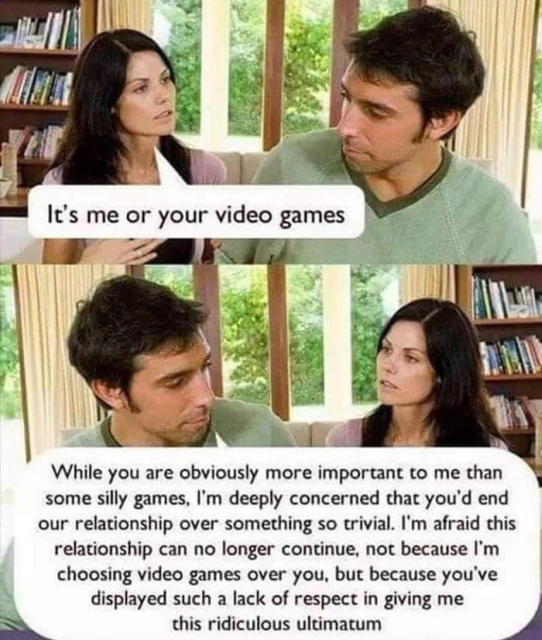 It's me or your video games
While you are obviously more important to me than
some silly games, I'm deeply concerned that you'd end
our relationship over something so trivial. I'm afraid this
relationship can no longer continue, not because I'm
choosing video games over you, but because you've
displayed such a lack of respect in giving me
this ridiculous ultimatum